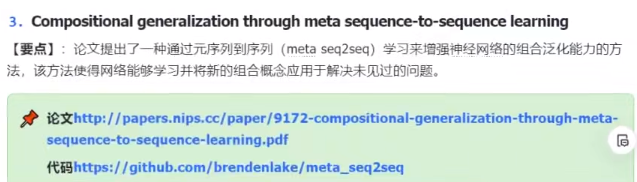 3. Compositional generalization through meta sequence-to-sequence learning
【要点】：论文提出了一种通过元序列到序列（meta seq2seq）学习来增强神经网络的组合泛化能力的方
法，该方法使得网络能够学习并将新的组合概念应用于解决未见过的问题。
论文http://papers.nips.cc/paper/9172-compositional-generalization-through-meta-
sequence-to-sequence-learning.pdf
代码https://github.com/brendenlake/meta_seq2seq